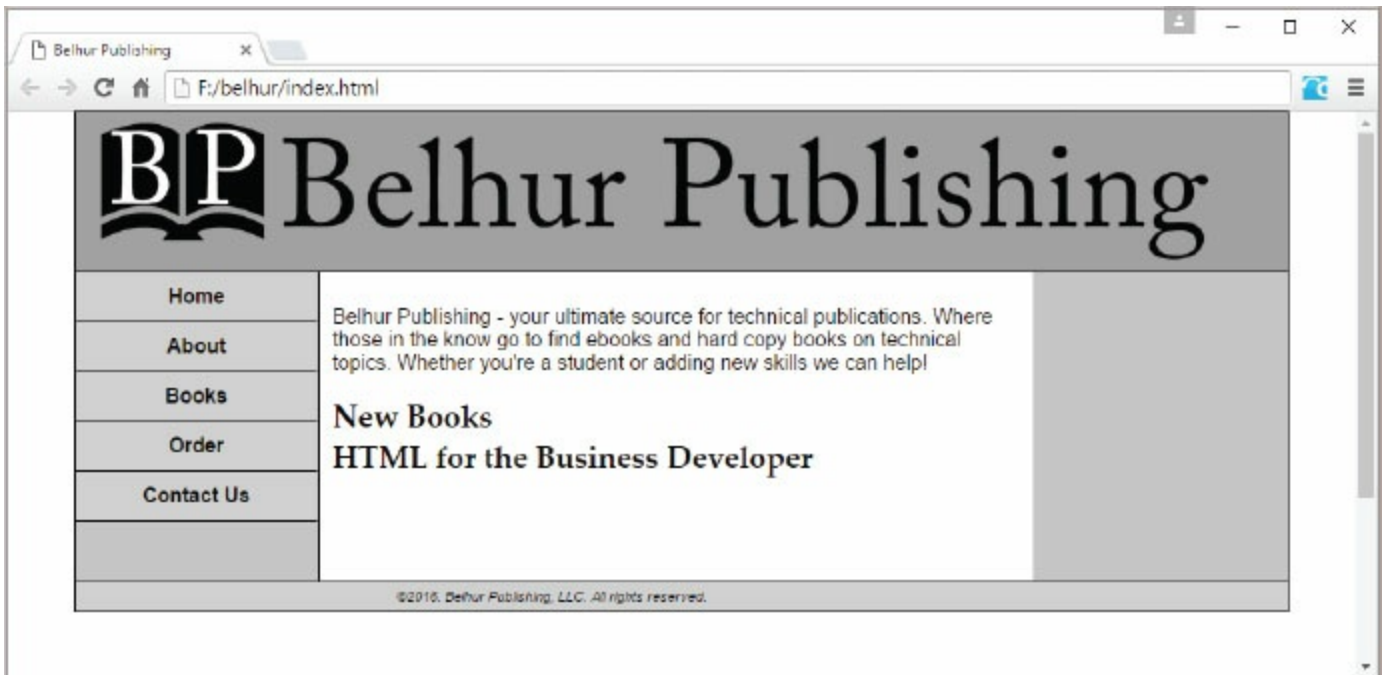 Belhur Publishing
F:/belhur/index.html
BP Belhur Publishing
Home
About
Books
Order
Contact Us
Belhur Publishing - your ultimate source for technical publications. Where
those in the know go to find ebooks and hard copy books on technical
topics. Whether you're a student or adding new skills we can help!
New Books
HTML for the Business Developer
©2016. Belhur Publishing, LLC. All rights reserved.